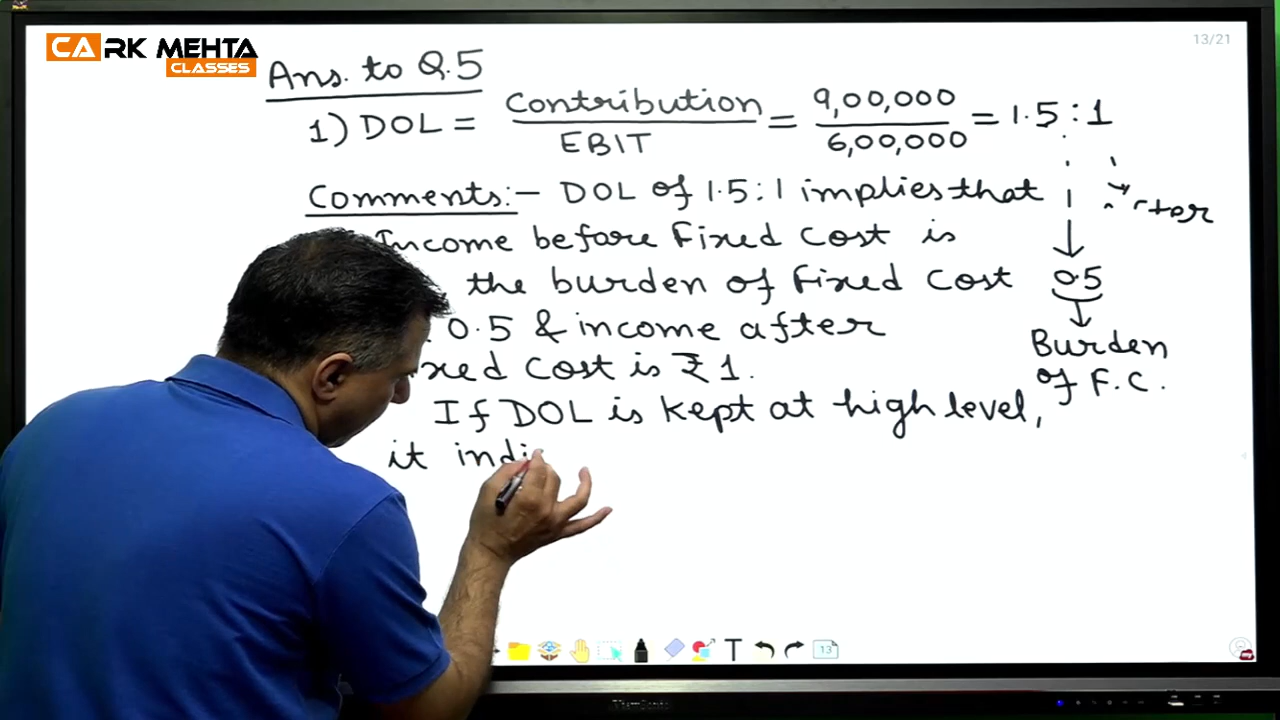 13/21
CARK MEHTA
CLASSES
Ans. to Q.5
1) DOL = Contribution / EBIT = 9,00,000 / 6,00,000 = 1.5 : 1
Comments:- DOL of 1.5:1 implies that
Income before Fixed Cost is
the burden of Fixed Cost
0.5 & income after
Cost is ₹ 1.
If DOL is kept at high level,
it indi
0.5
Burden
of F.C.
T
13